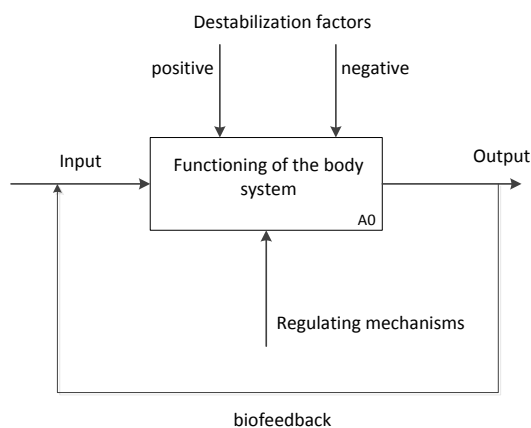 Destabilization factors
positive
negative
Input
Output
Functioning of the body
system
A0
Regulating mechanisms
biofeedback